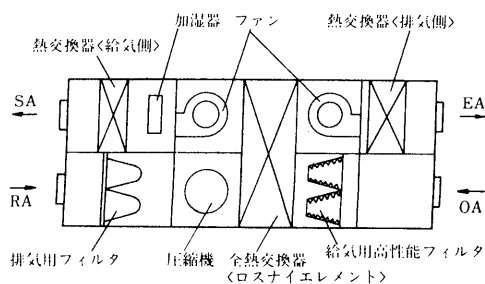 加湿器
ファン
熱交換器<給気側>
熱交換器<排気側>
SA
EA
RA
OA
排気用フィルタ
圧縮機
全熱交換器
<ロスナイエレメント>
給気用高性能フィルタ